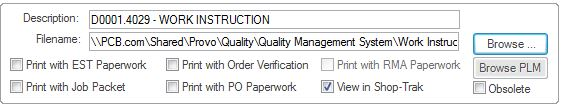 Description: D0001.4029 - WORK INSTRUCTION
Filename: \\PCB.com\Shared\Provo\Quality\Quality Management System\Work Instruc Browse ...
Print with EST Paperwork Print with Order Verification Print with RMA Paperwork Browse PLM
Print with Job Packet Print with PO Paperwork View in Shop-Trak Obsolete